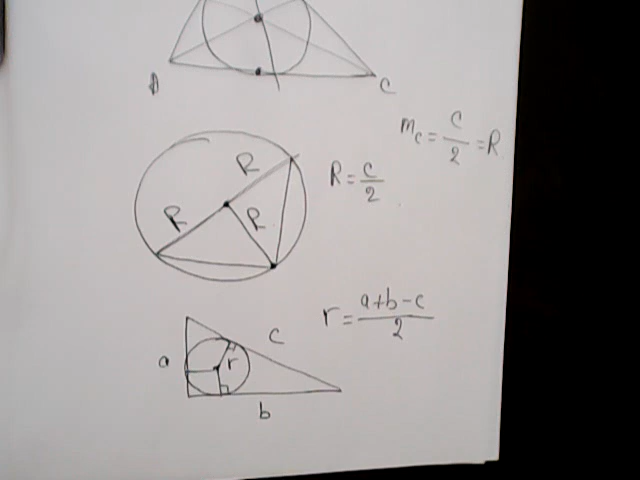 A C
m_c = c/2 = R
R R = c/2
R R
r = (a+b-c)/2
c
a r
b